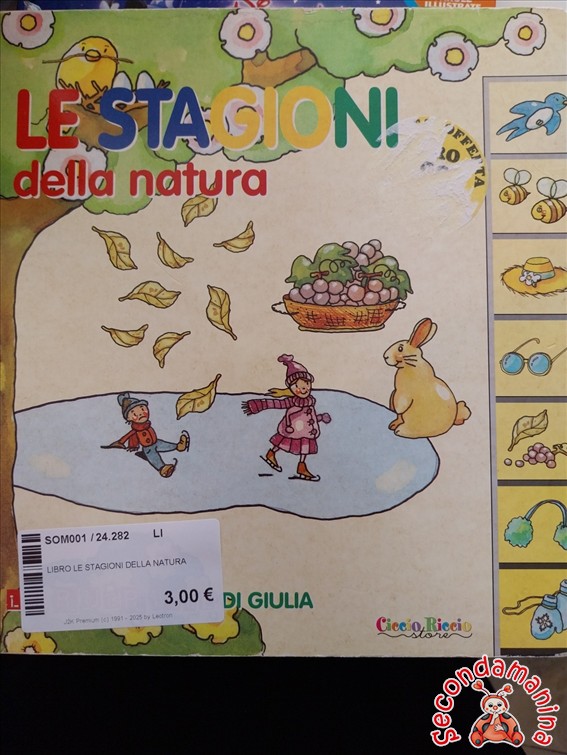 ILLUSTRATE
LE STAGIONI
della natura
OFFERTA
SOM001 / 24.282 LI
LIBRO LE STAGIONI DELLA NATURA
3,00 €
DI GIULIA
Ciccio Riccio
store
Secondamanina